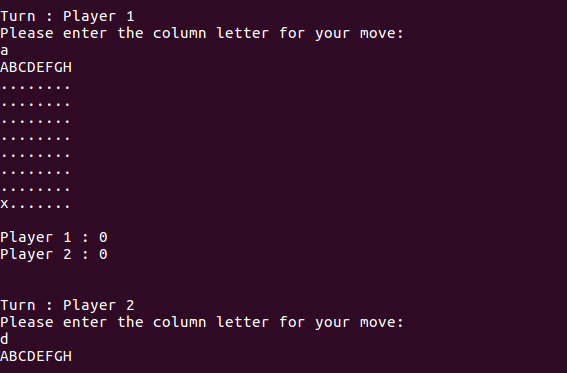 Turn : Player 1
Please enter the column letter for your move:
a
ABCDEFGH
........
........
........
........
........
........
........
x.......
Player 1 : 0
Player 2 : 0
Turn : Player 2
Please enter the column letter for your move:
d
ABCDEFGH